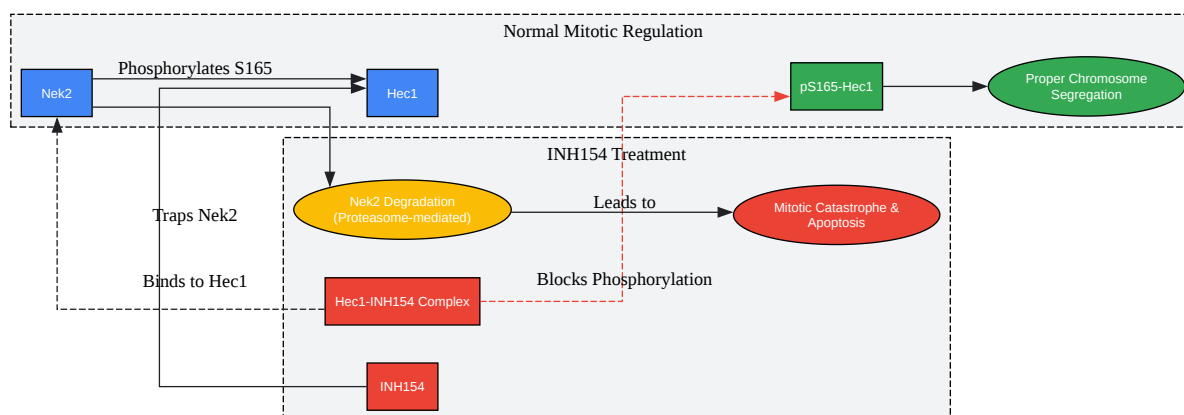 Normal Mitotic Regulation
Phosphorylates S165
Nek2
Hec1
pS165-Hec1
Proper Chromosome
Segregation
INH154 Treatment
Nek2 Degradation
(Proteasome-mediated)
Leads to
Mitotic Catastrophe &
Apoptosis
Traps Nek2
Binds to Hec1
Hec1-INH154 Complex
Blocks Phosphorylation
INH154